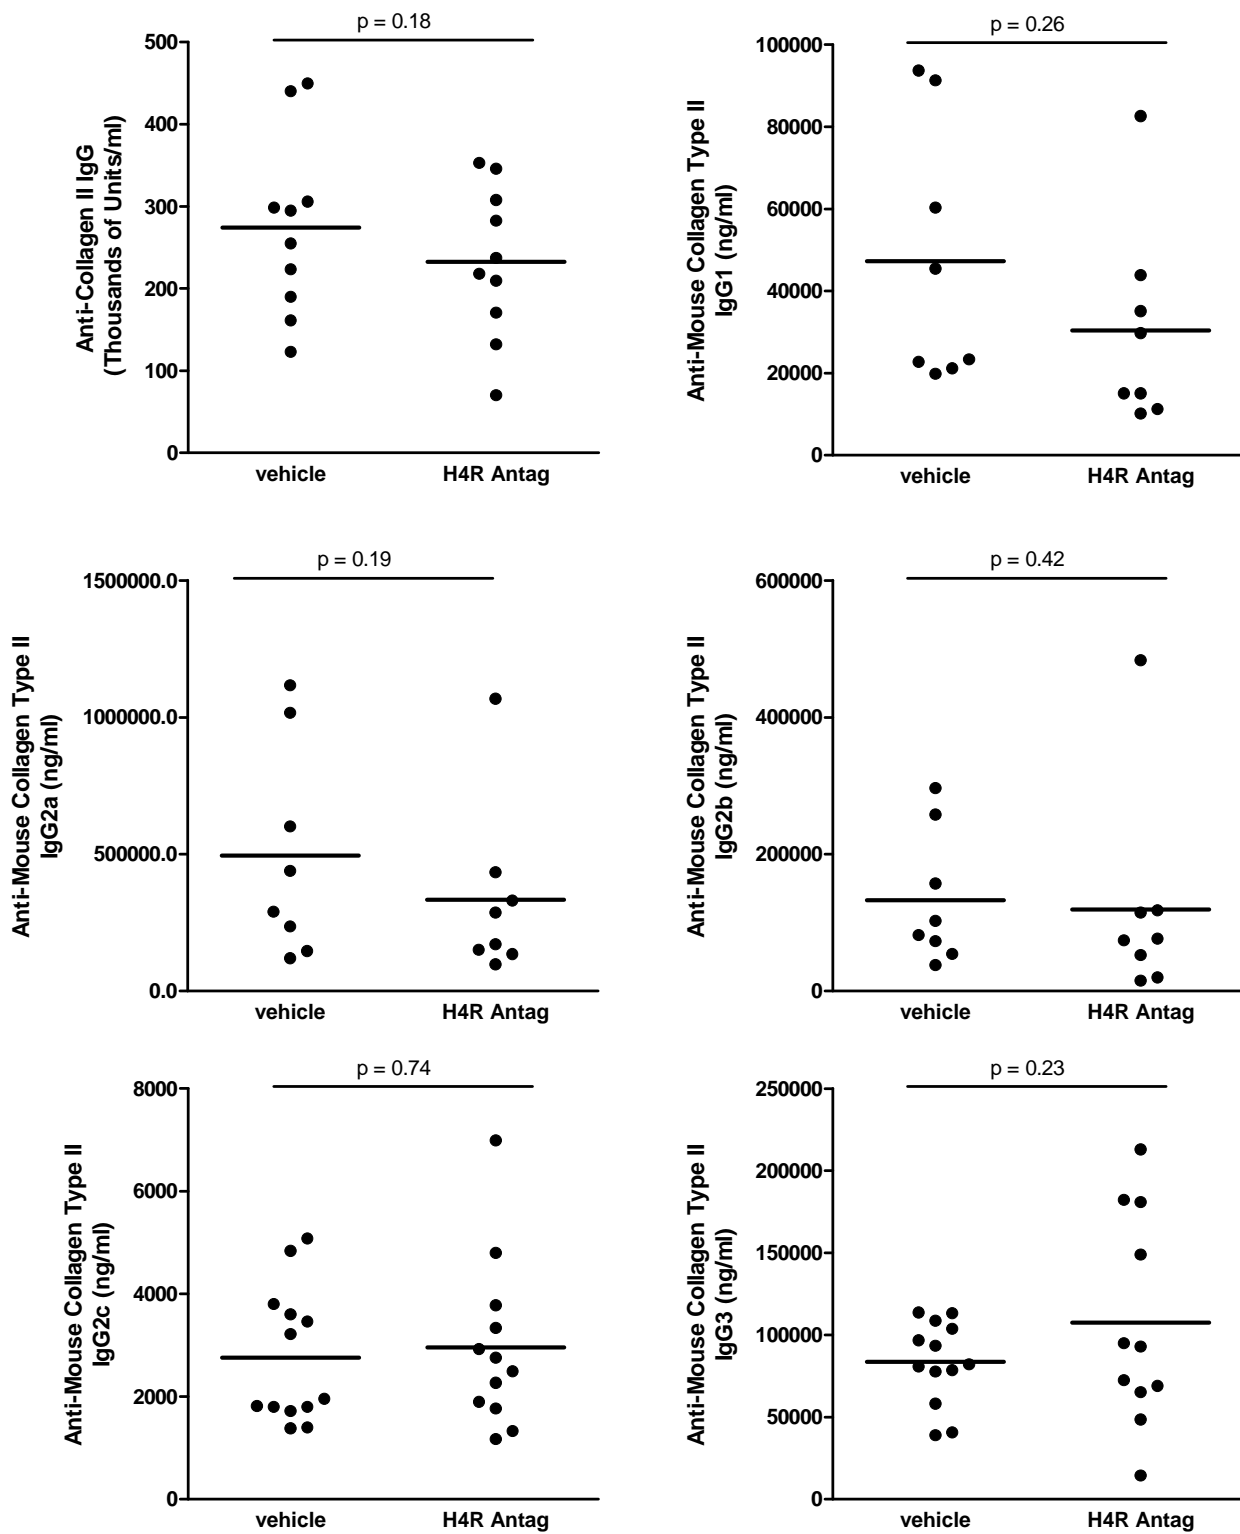 p = 0.18
500
400
300
200
100
0
Anti-Collagen II IgG
(Thousands of Units/ml)
vehicle H4R Antag
p = 0.26
100000
80000
60000
40000
20000
0
Anti-Mouse Collagen Type II
IgG1 (ng/ml)
vehicle H4R Antag
p = 0.19
1500000.0
1000000.0
500000.0
0.0
Anti-Mouse Collagen Type II
IgG2a (ng/ml)
vehicle H4R Antag
p = 0.42
600000
400000
200000
0
Anti-Mouse Collagen Type II
IgG2b (ng/ml)
vehicle H4R Antag
p = 0.74
8000
6000
4000
2000
0
Anti-Mouse Collagen Type II
IgG2c (ng/ml)
vehicle H4R Antag
p = 0.23
250000
200000
150000
100000
50000
0
Anti-Mouse Collagen Type II
IgG3 (ng/ml)
vehicle H4R Antag